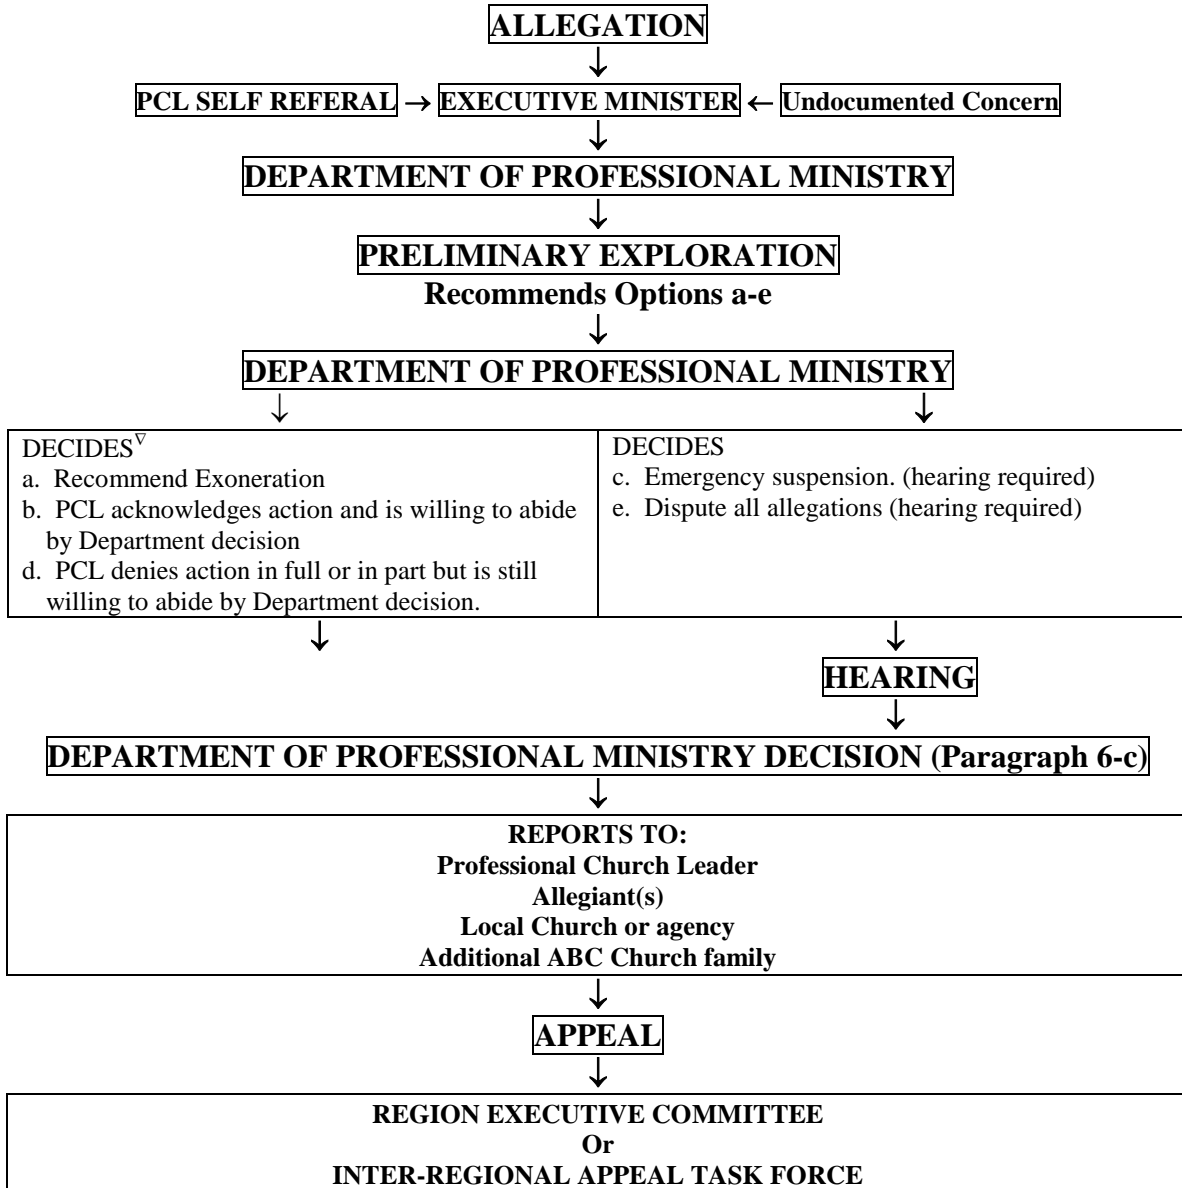 ALLEGATION
↓
PCL SELF REFERAL → EXECUTIVE MINISTER ← Undocumented Concern
↓
DEPARTMENT OF PROFESSIONAL MINISTRY
↓
PRELIMINARY EXPLORATION
Recommends Options a-e
↓
DEPARTMENT OF PROFESSIONAL MINISTRY
↓ ↓
DECIDES∇
a. Recommend Exoneration
b. PCL acknowledges action and is willing to abide
by Department decision
d. PCL denies action in full or in part but is still
willing to abide by Department decision.
DECIDES
c. Emergency suspension. (hearing required)
e. Dispute all allegations (hearing required)
↓ ↓
HEARING
↓
DEPARTMENT OF PROFESSIONAL MINISTRY DECISION (Paragraph 6-c)
↓
REPORTS TO:
Professional Church Leader
Allegiant(s)
Local Church or agency
Additional ABC Church family
↓
APPEAL
↓
REGION EXECUTIVE COMMITTEE
Or
INTER-REGIONAL APPEAL TASK FORCE